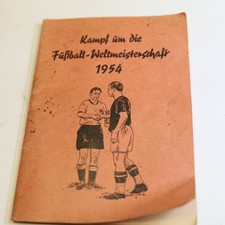 Kampf um die
Fußball-Weltmeisterschaft
1954